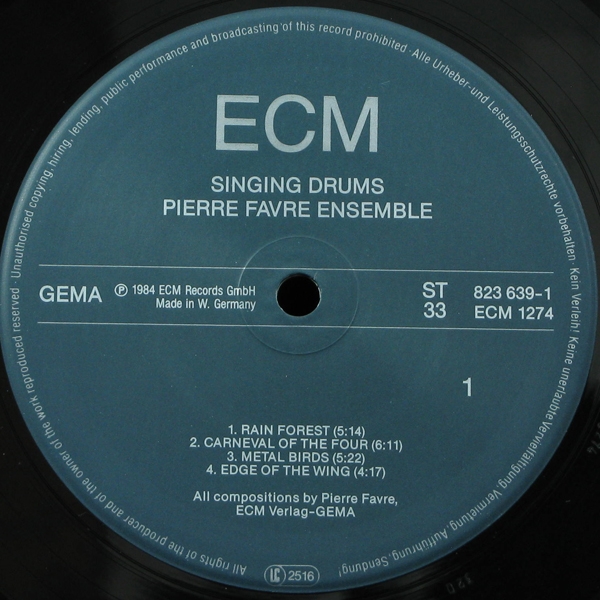 ECM
SINGING DRUMS
PIERRE FAVRE ENSEMBLE
GEMA
℗ 1984 ECM Records GmbH
Made in W. Germany
ST
33
823 639-1
ECM 1274
1
1. RAIN FOREST (5:14)
2. CARNEVAL OF THE FOUR (6:11)
3. METAL BIRDS (5:22)
4. EDGE OF THE WING (4:17)
All compositions by Pierre Favre,
ECM Verlag-GEMA
LC 2516
All rights of the producer and of the owner of the work reproduced reserved · Unauthorised copying, hiring, lending, public performance and broadcasting of this record prohibited · Alle Urheber- und Leistungsschutzrechte vorbehalten · Kein Verleih! Keine unerlaubte Vervielfältigung, Vermietung, Aufführung, Sendung!